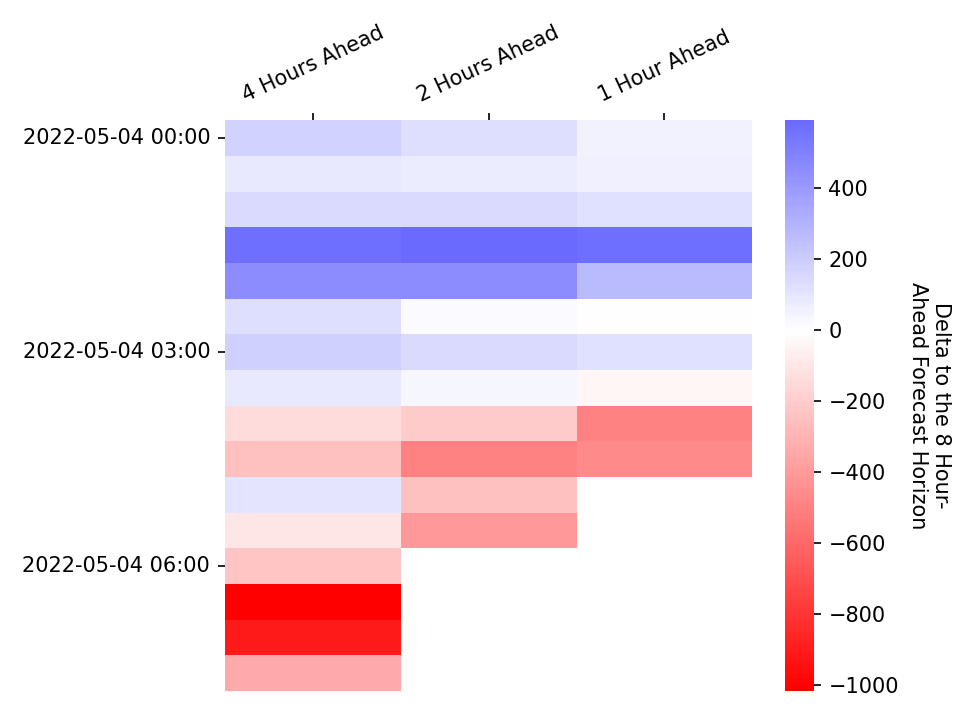 4 Hours Ahead
2 Hours Ahead
1 Hour Ahead
2022-05-04 00:00
2022-05-04 03:00
2022-05-04 06:00
400
200
0
−200
−400
−600
−800
−1000
Delta to the 8 Hour-
Ahead Forecast Horizon